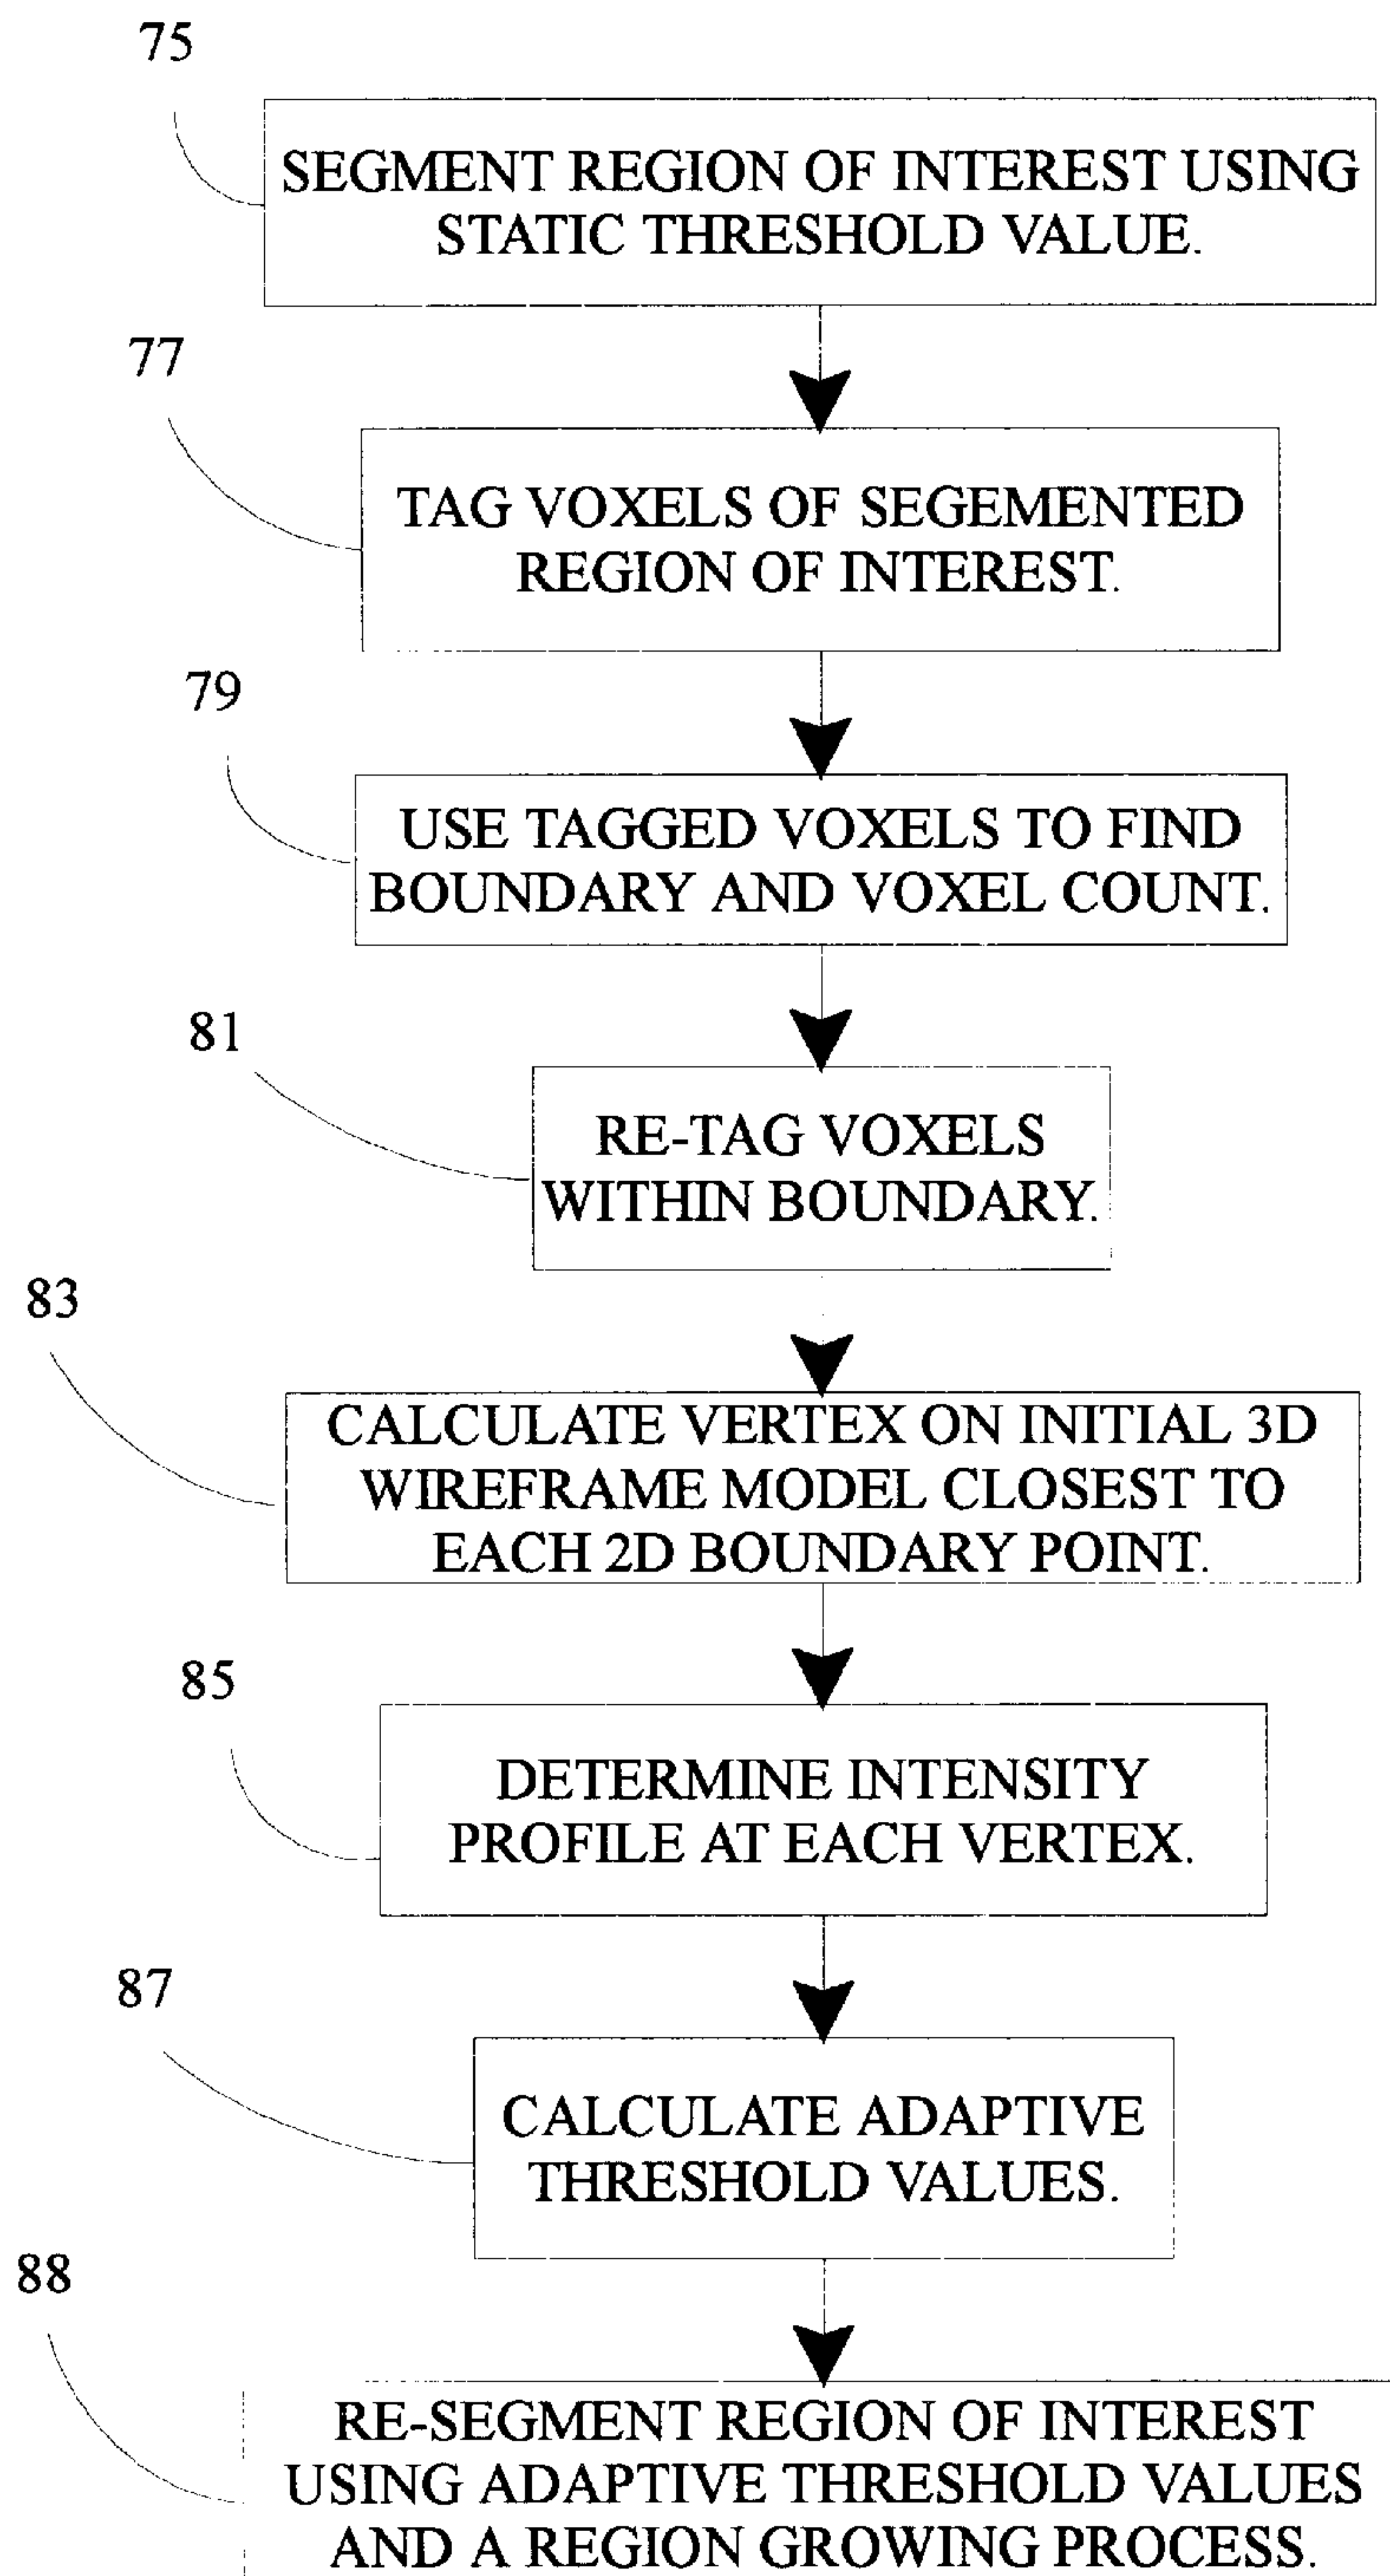 75
SEGMENT REGION OF INTEREST USING
STATIC THRESHOLD VALUE.
77
TAG VOXELS OF SEGEMENTED
REGION OF INTEREST.
79
USE TAGGED VOXELS TO FIND
BOUNDARY AND VOXEL COUNT.
81
RE-TAG VOXELS
WITHIN BOUNDARY.
83
CALCULATE VERTEX ON INITIAL 3D
WIREFRAME MODEL CLOSEST TO
EACH 2D BOUNDARY POINT.
85
DETERMINE INTENSITY
PROFILE AT EACH VERTEX.
87
CALCULATE ADAPTIVE
THRESHOLD VALUES.
88
RE-SEGMENT REGION OF INTEREST
USING ADAPTIVE THRESHOLD VALUES
AND A REGION GROWING PROCESS.